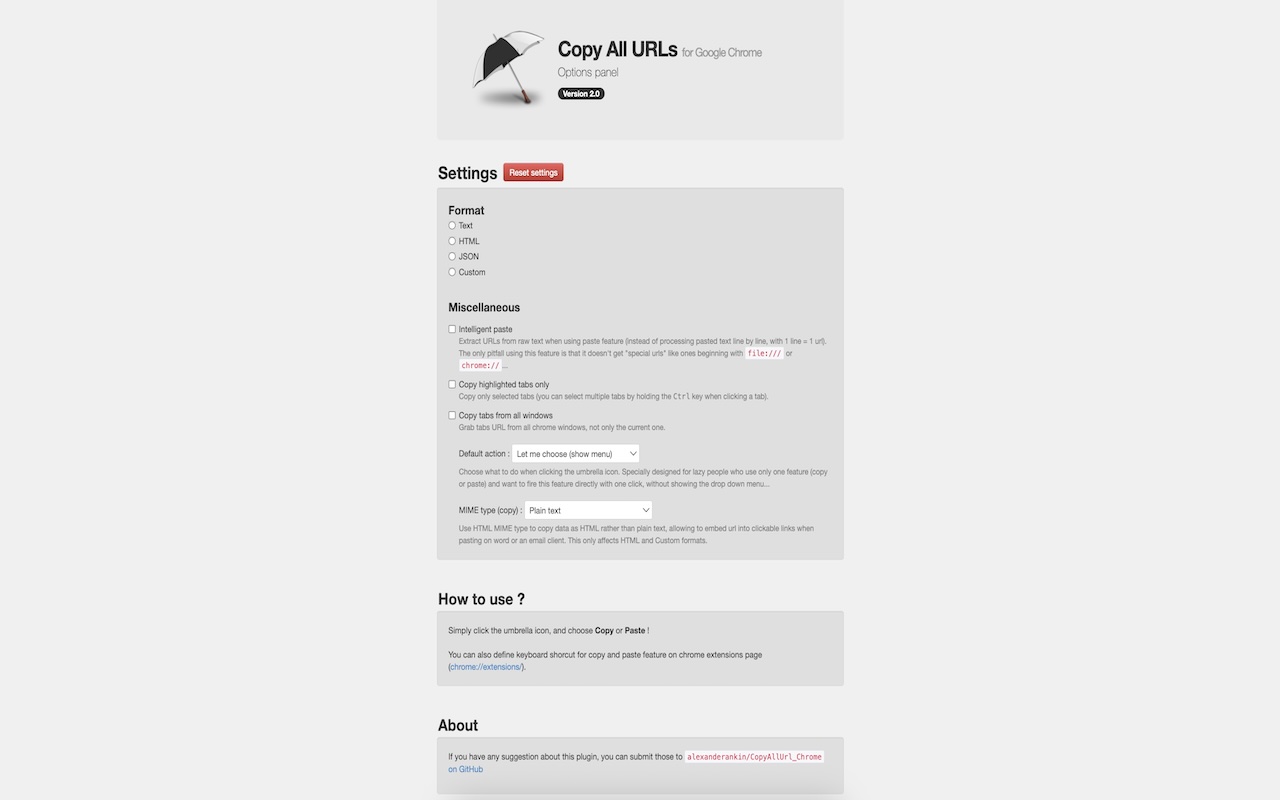 Copy All URLs for Google Chrome
Options panel
Version 2.0
Settings Reset settings
Format
Text
HTML
JSON
Custom
Miscellaneous
Intelligent paste
Extract URLs from raw text when using paste feature (instead of processing pasted text line by line, with 1 line = 1 url).
The only pitfall using this feature is that it doesn't get "special urls" like ones beginning with file:/// or
chrome:// ...
Copy highlighted tabs only
Copy only selected tabs (you can select multiple tabs by holding the Ctrl key when clicking a tab).
Copy tabs from all windows
Grab tabs URL from all chrome windows, not only the current one.
Default action : Let me choose (show menu)
Choose what to do when clicking the umbrella icon. Specially designed for lazy people who use only one feature (copy
or paste) and want to fire this feature directly with one click, without showing the drop down menu...
MIME type (copy) : Plain text
Use HTML MIME type to copy data as HTML rather than plain text, allowing to embed url into clickable links when
pasting on word or an email client. This only affects HTML and Custom formats.
How to use ?
Simply click the umbrella icon, and choose Copy or Paste !
You can also define keyboard shorcut for copy and paste feature on chrome extensions page
(chrome://extensions/).
About
If you have any suggestion about this plugin, you can submit those to alexanderankin/CopyAllUrl_Chrome
on GitHub